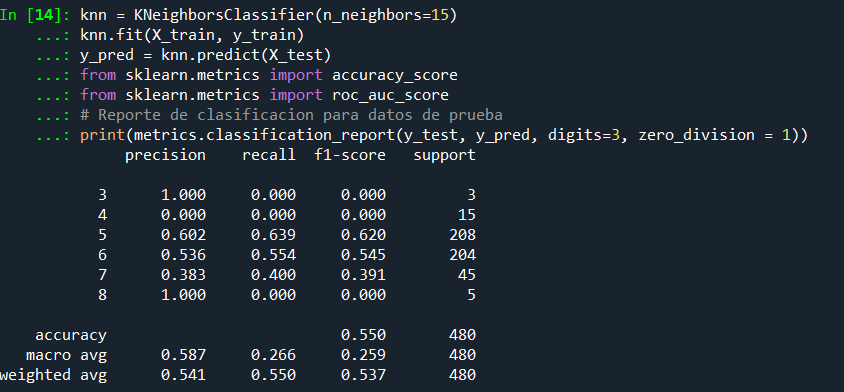 In [14]: knn = KNeighborsClassifier(n_neighbors=15)
...: knn.fit(X_train, y_train)
...: y_pred = knn.predict(X_test)
...: from sklearn.metrics import accuracy_score
...: from sklearn.metrics import roc_auc_score
...: # Reporte de clasificacion para datos de prueba
...: print(metrics.classification_report(y_test, y_pred, digits=3, zero_division = 1))
precision recall f1-score support
3 1.000 0.000 0.000 3
4 0.000 0.000 0.000 15
5 0.602 0.639 0.620 208
6 0.536 0.554 0.545 204
7 0.383 0.400 0.391 45
8 1.000 0.000 0.000 5
accuracy 0.550 480
macro avg 0.587 0.266 0.259 480
weighted avg 0.541 0.550 0.537 480